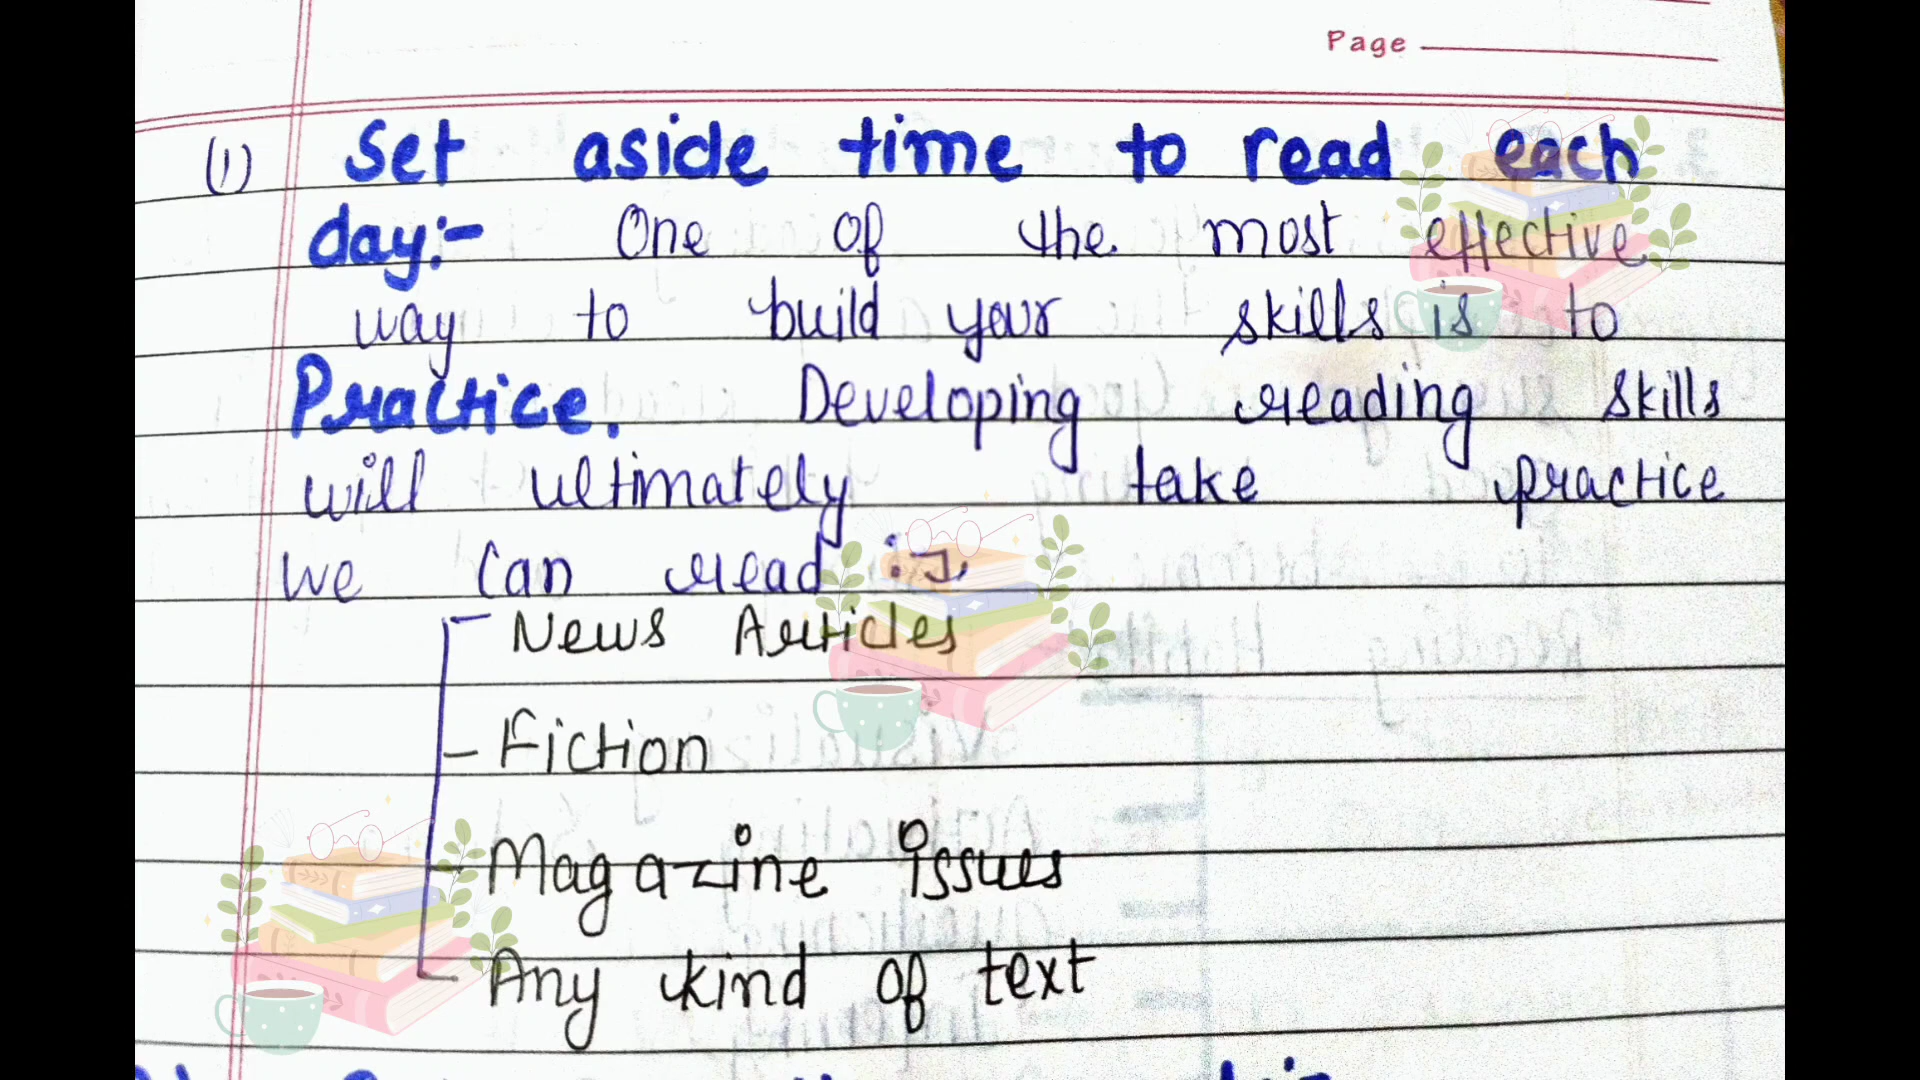 Page
(1) Set aside time to read each
day:- One of the most effective
way to build your skills is to
Practice. Developing reading skills
will ultimately take practice
we can read :-
News Articles
- Fiction
- Magazine issues
- Any kind of text